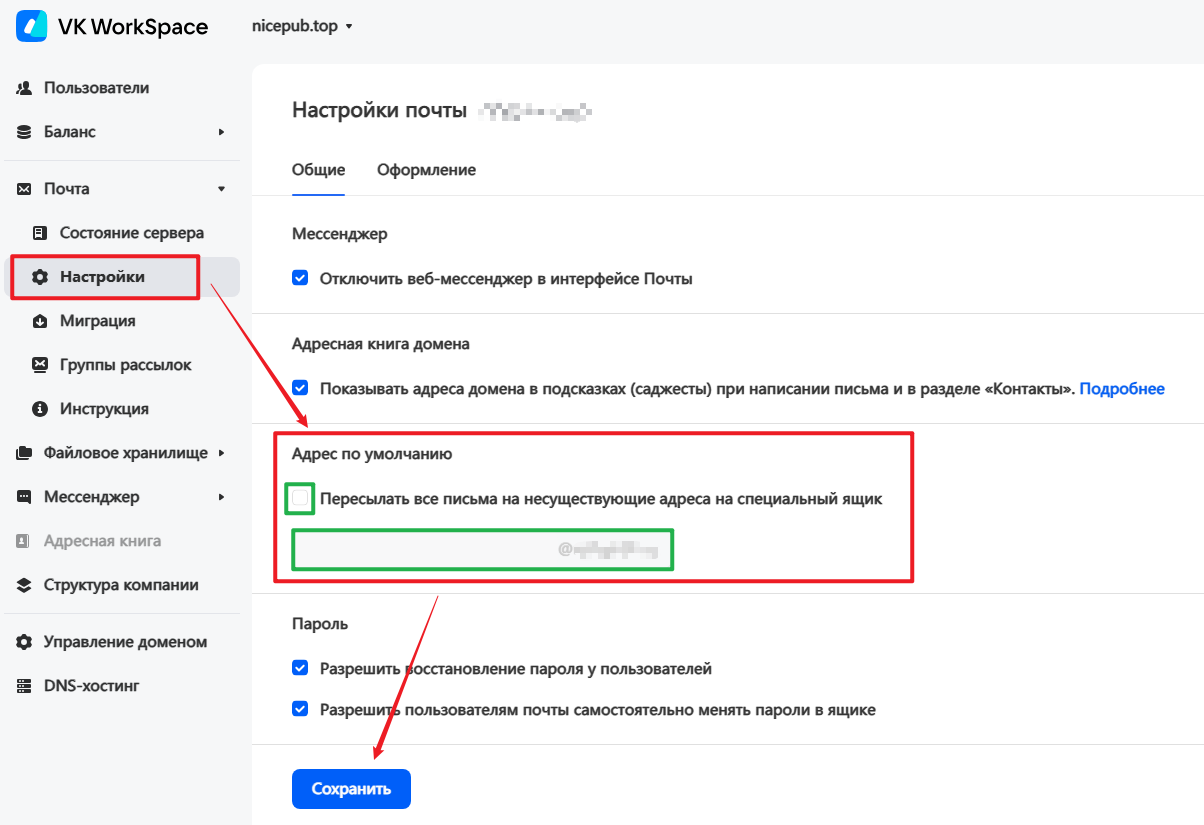 VK WorkSpace
nicepub.top
Пользователи
Баланс
Почта
Состояние сервера
Настройки
Миграция
Группы рассылок
Инструкция
Файловое хранилище
Мессенджер
Адресная книга
Структура компании
Управление доменом
DNS-хостинг
Настройки почты
Общие Оформление
Мессенджер
Отключить веб-мессенджер в интерфейсе Почты
Адресная книга домена
Показывать адреса домена в подсказках (саджесты) при написании письма и в разделе «Контакты». Подробнее
Адрес по умолчанию
Пересылать все письма на несуществующие адреса на специальный ящик
@
Пароль
Разрешить восстановление пароля у пользователей
Разрешить пользователям почты самостоятельно менять пароли в ящике
Сохранить